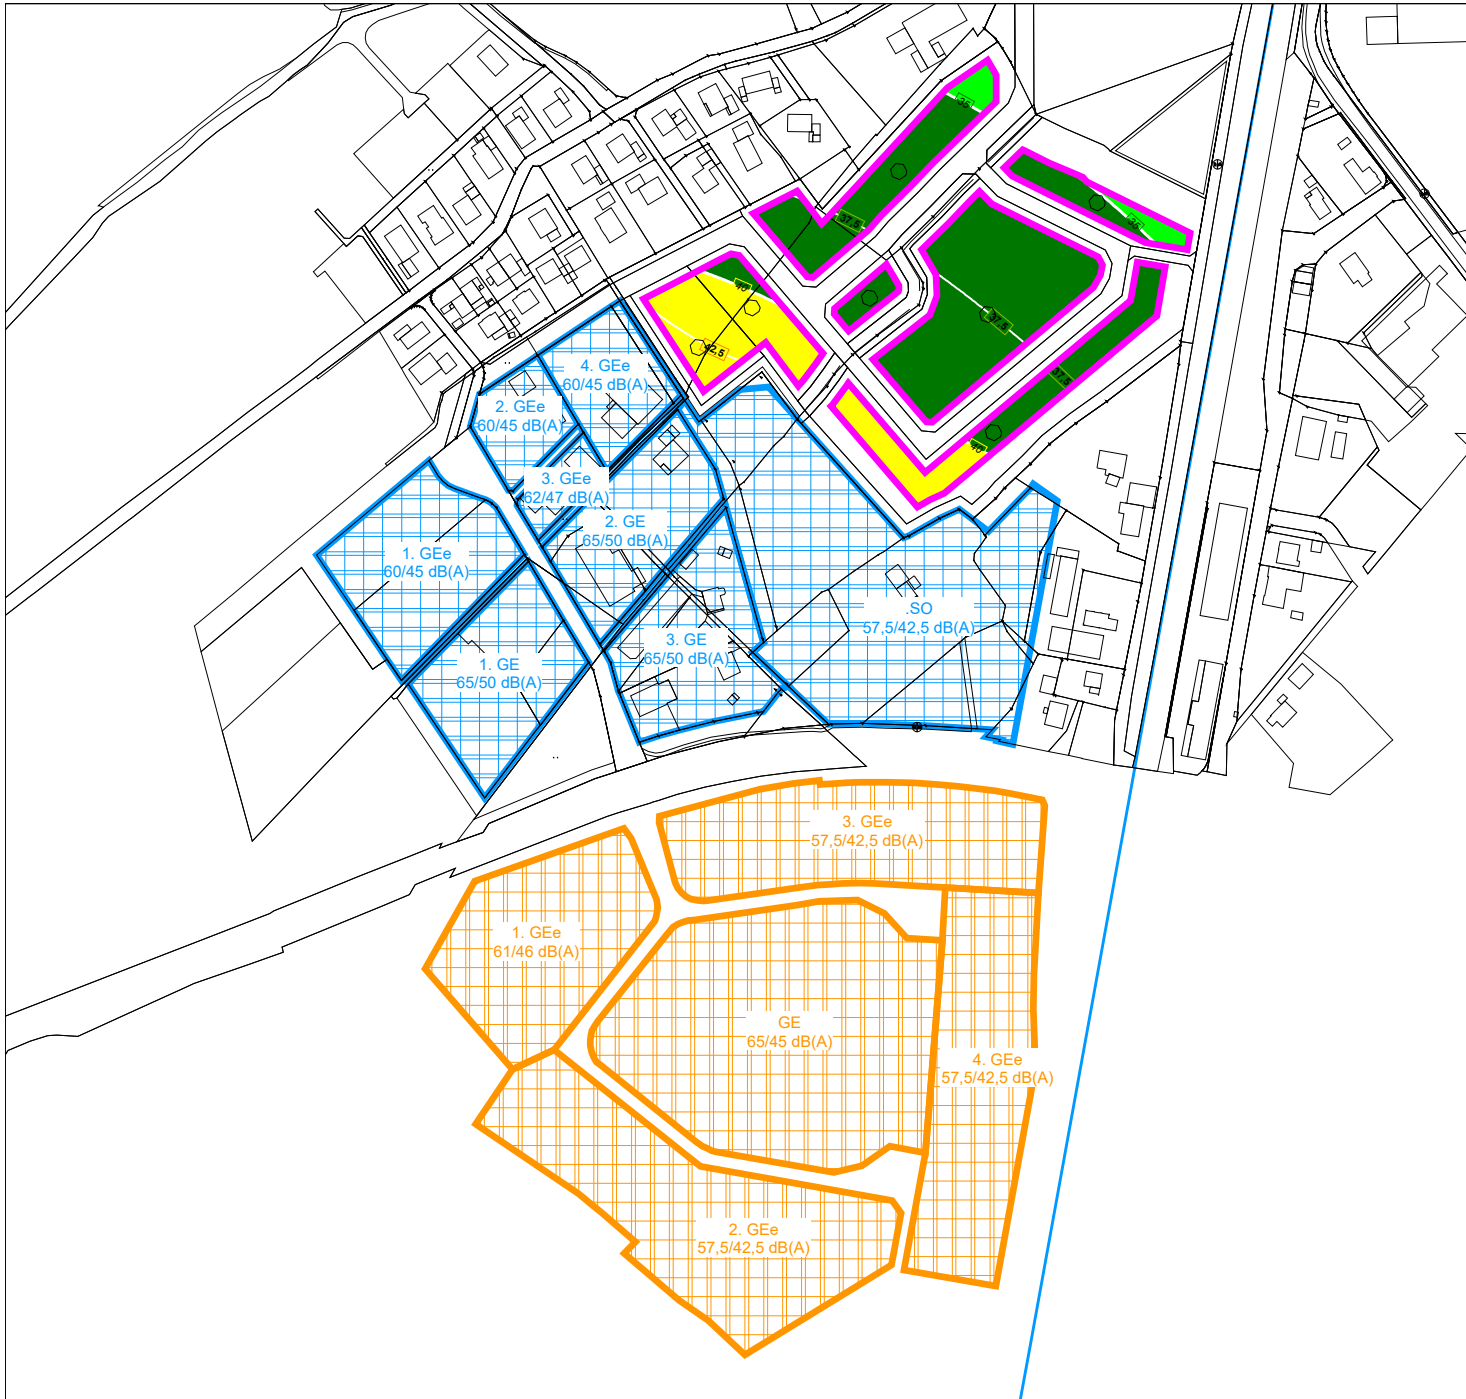 35
37,5
35
40
37,5
42,5
37,5
40
4. GEe
60/45 dB(A)
2. GEe
60/45 dB(A)
3. GEe
62/47 dB(A)
2. GE
65/50 dB(A)
1. GEe
60/45 dB(A)
.SO
57,5/42,5 dB(A)
3. GE
65/50 dB(A)
1. GE
65/50 dB(A)
3. GEe
57,5/42,5 dB(A)
1. GEe
61/46 dB(A)
GE
65/45 dB(A)
4. GEe
57,5/42,5 dB(A)
2. GEe
57,5/42,5 dB(A)